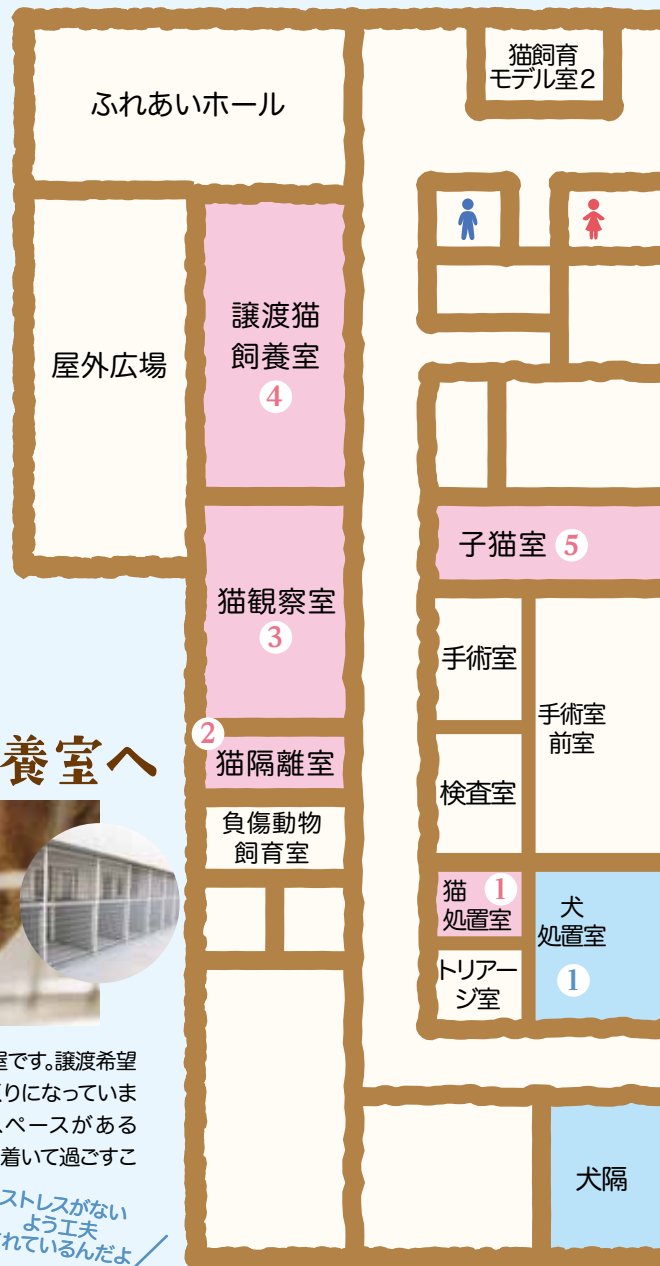 ふれあいホール
猫飼育
モデル室2
屋外広場
譲渡猫
飼養室
4
子猫室 5
猫観察室
3
手術室
手術室
前室
2
猫隔離室
検査室
負傷動物
飼育室
猫 1
処置室
犬
処置室
1
トリアー
ジ室
犬隔
養室へ
室です。譲渡希望
くりになっていま
スペースがある
着いて過ごすこ
ストレスがない
よう工夫
れているんだよ